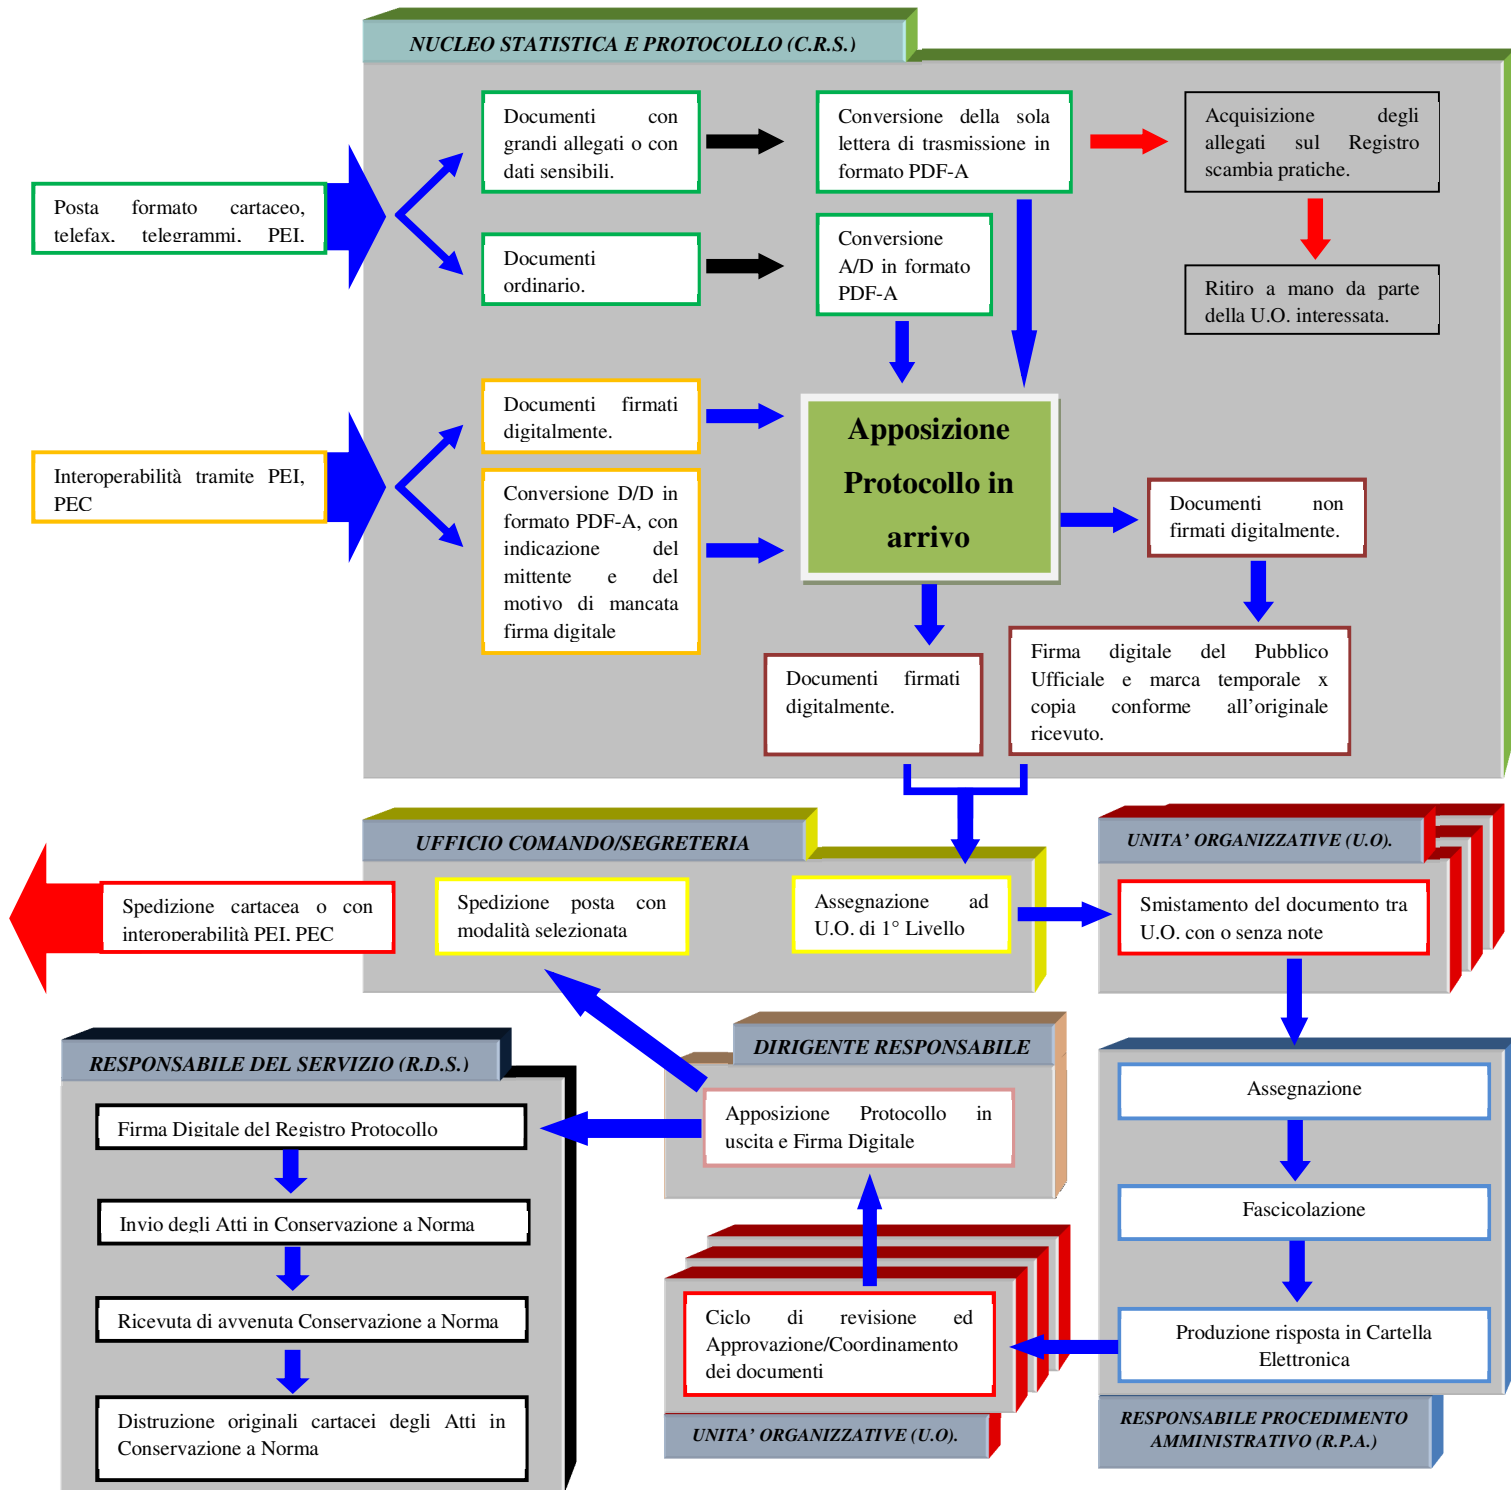 NUCLEO STATISTICA E PROTOCOLLO (C.R.S.)
Documenti con
grandi allegati o con
dati sensibili.
Conversione della sola
lettera di trasmissione in
formato PDF-A
Acquisizione degli
allegati sul Registro
scambia pratiche.
Posta formato cartaceo,
telefax, telegrammi, PEI,
Documenti
ordinario.
Conversione
A/D in formato
PDF-A
Ritiro a mano da parte
della U.O. interessata.
Documenti firmati
digitalmente.
Apposizione
Protocollo in
arrivo
Interoperabilità tramite PEI,
PEC
Conversione D/D in
formato PDF-A, con
indicazione del
mittente e del
motivo di mancata
firma digitale
Documenti non
firmati digitalmente.
Documenti firmati
digitalmente.
Firma digitale del Pubblico
Ufficiale e marca temporale x
copia conforme all’originale
ricevuto.
UFFICIO COMANDO/SEGRETERIA
UNITA’ ORGANIZZATIVE (U.O).
Spedizione cartacea o con
interoperabilità PEI, PEC
Spedizione posta con
modalità selezionata
Assegnazione ad
U.O. di 1° Livello
Smistamento del documento tra
U.O. con o senza note
RESPONSABILE DEL SERVIZIO (R.D.S.)
DIRIGENTE RESPONSABILE
Firma Digitale del Registro Protocollo
Apposizione Protocollo in
uscita e Firma Digitale
Assegnazione
Invio degli Atti in Conservazione a Norma
Fascicolazione
Ricevuta di avvenuta Conservazione a Norma
Ciclo di revisione ed
Approvazione/Coordinamento
dei documenti
Produzione risposta in Cartella
Elettronica
Distruzione originali cartacei degli Atti in
Conservazione a Norma
UNITA’ ORGANIZZATIVE (U.O).
RESPONSABILE PROCEDIMENTO
AMMINISTRATIVO (R.P.A.)